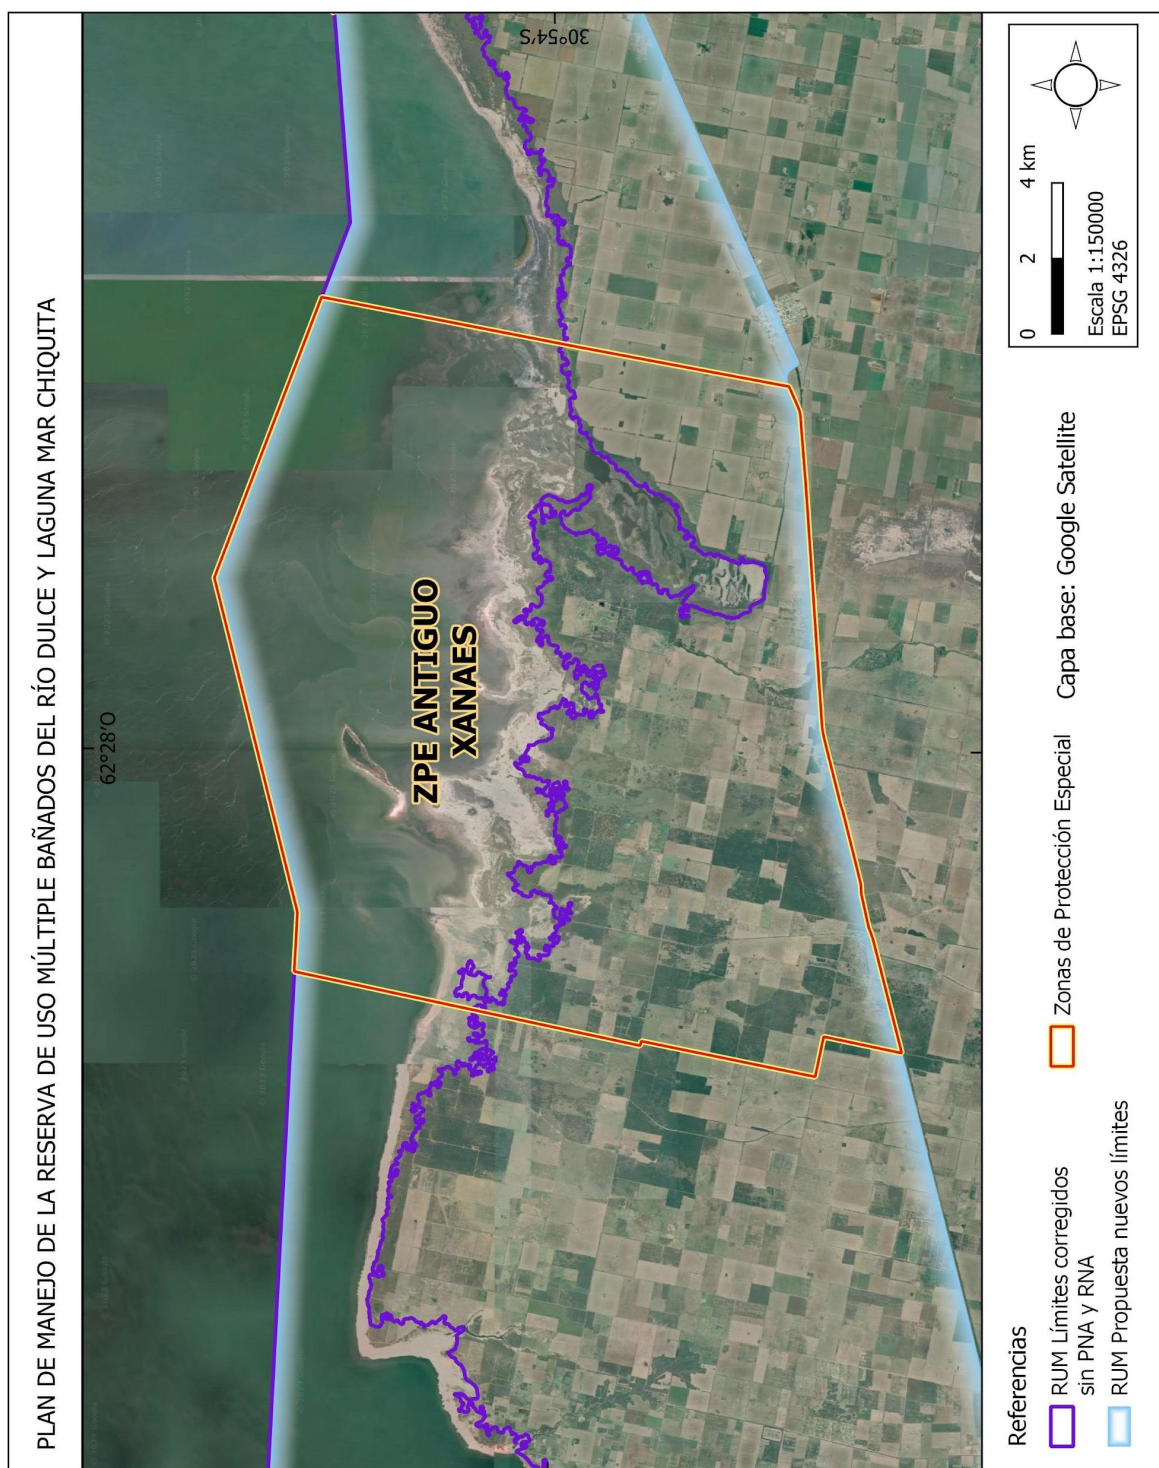 PLAN DE MANEJO DE LA RESERVA DE USO MÚLTIPLE BAÑADOS DEL RÍO DULCE Y LAGUNA MAR CHIQUITA
62°28'O
30°54'S
ZPE ANTIGUO
XANAES
Referencias
RUM Límites corregidos
sin PNA y RNA
RUM Propuesta nuevos límites
Zonas de Protección Especial
Capa base: Google Satellite
0 2 4 km
Escala 1:150000
EPSG 4326